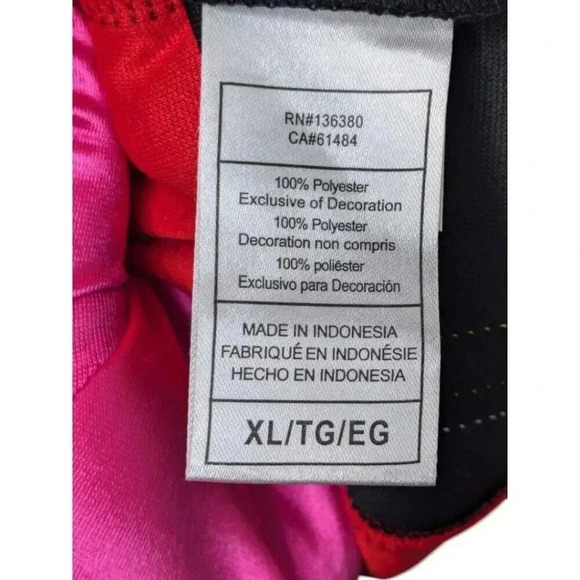 RN#136380
CA#61484
100% Polyester
Exclusive of Decoration
100% Polyester
Decoration non compris
100% poliéster
Exclusivo para Decoración
MADE IN INDONESIA
FABRIQUÉ EN INDONÉSIE
HECHO EN INDONESIA
XL/TG/EG